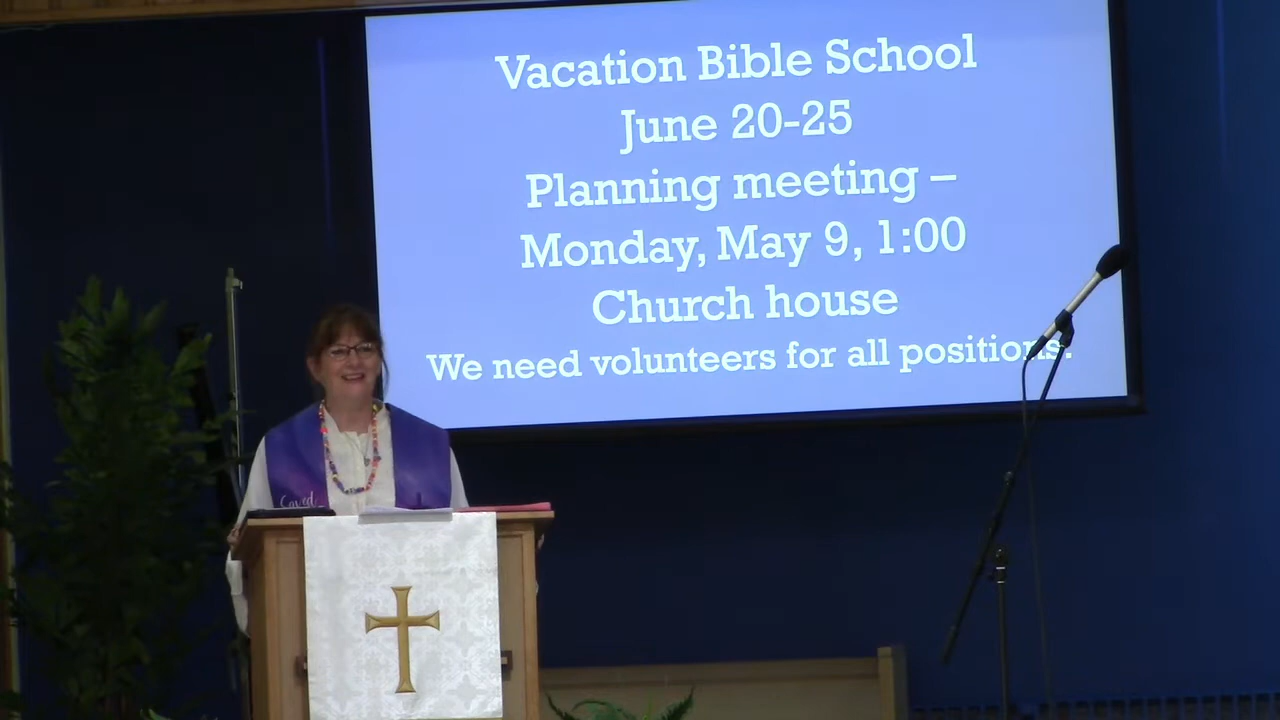 Vacation Bible School
June 20-25
Planning meeting –
Monday, May 9, 1:00
Church house
We need volunteers for all positions.
Saved